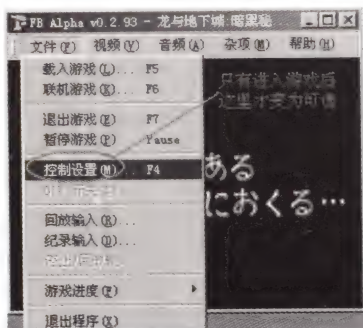 FB Alpha v0.2.93 - 龙与地下城:暗黑秘
文件(F) 视频(V) 音频(A) 杂项(M) 帮助(H)
载入游戏(L)... F5
联机游戏(K)... F6
只有进入游戏后
这里才变为可选
退出游戏(E) F7
暂停游戏(P) Pause
控制设置(M) F4
ある
におくる…
回放输入(R)...
纪录输入(D)...
游戏进度(P)
退出程序(X)